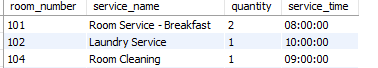 room_number service_name quantity service_time
101 Room Service - Breakfast 2 08:00:00
102 Laundry Service 1 10:00:00
104 Room Cleaning 1 09:00:00